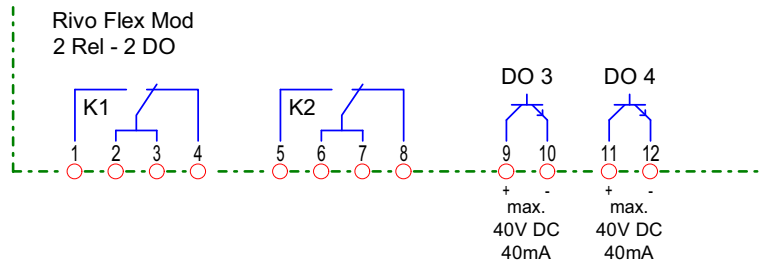 Rivo Flex Mod
2 Rel - 2 DO
DO 3 DO 4
K1 K2
1 2 3 4 5 6 7 8 9 10 11 12
+ - + -
max. max.
40V DC 40V DC
40mA 40mA